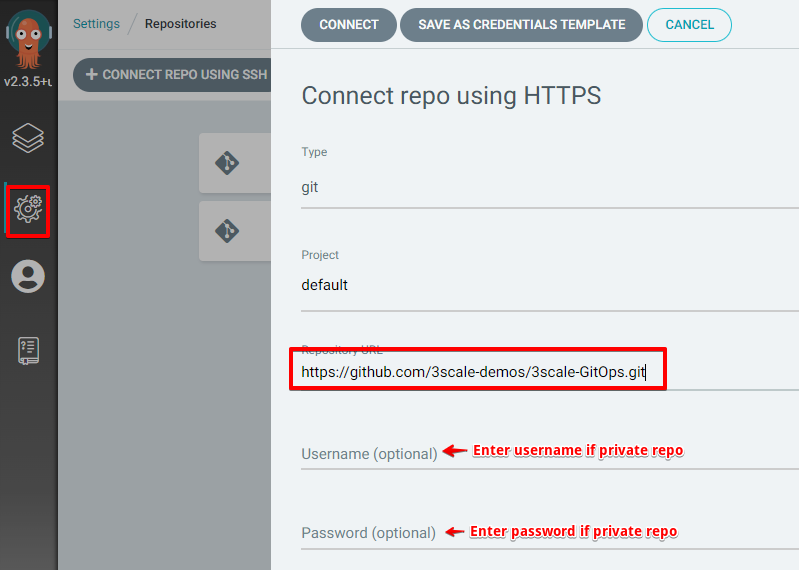 Settings / Repositories
CONNECT
SAVE AS CREDENTIALS TEMPLATE
CANCEL
v2.3.5+u
+ CONNECT REPO USING SSH
Connect repo using HTTPS
Type
git
Project
default
Repository URL
https://github.com/3scale-demos/3scale-GitOps.git
Username (optional) Enter username if private repo
Password (optional) Enter password if private repo